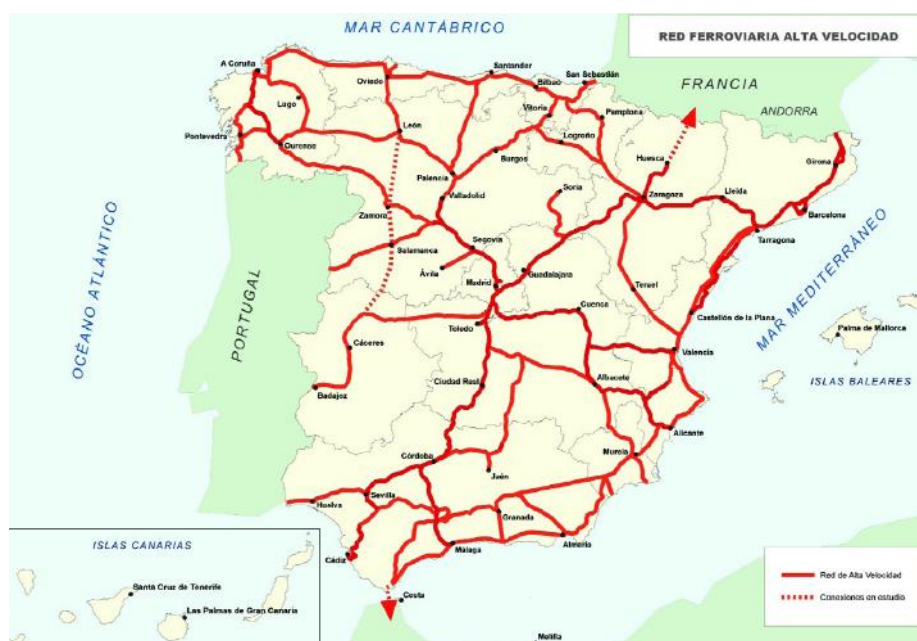 MAR CANTÁBRICO
RED FERROVIARIA ALTA VELOCIDAD
A Coruña
Oviedo
Santander
Bilbao
San Sebastián
FRANCIA
Lugo
Vitoria
Pamplona
ANDORRA
León
Logroño
Pontevedra
Ourense
Burgos
Huesca
Girona
Palencia
Soria
Valladolid
Zaragoza
Lleida
Zamora
Barcelona
Tarragona
Segovia
Salamanca
Ávila
Guadalajara
Madrid
Teruel
OCÉANO ATLÁNTICO
PORTUGAL
MAR MEDITERRÁNEO
Cuenca
Castellón de la Plana
Toledo
Palma de Mallorca
Cáceres
Valencia
ISLAS BALEARES
Ciudad Real
Albacete
Badajoz
Alicante
Murcia
Córdoba
Jaén
Huelva
Sevilla
Granada
ISLAS CANARIAS
Cádiz
Málaga
Almería
Santa Cruz de Tenerife
Ceuta
Las Palmas de Gran Canaria
Red de Alta Velocidad
Conexiones en estudio
Melilla